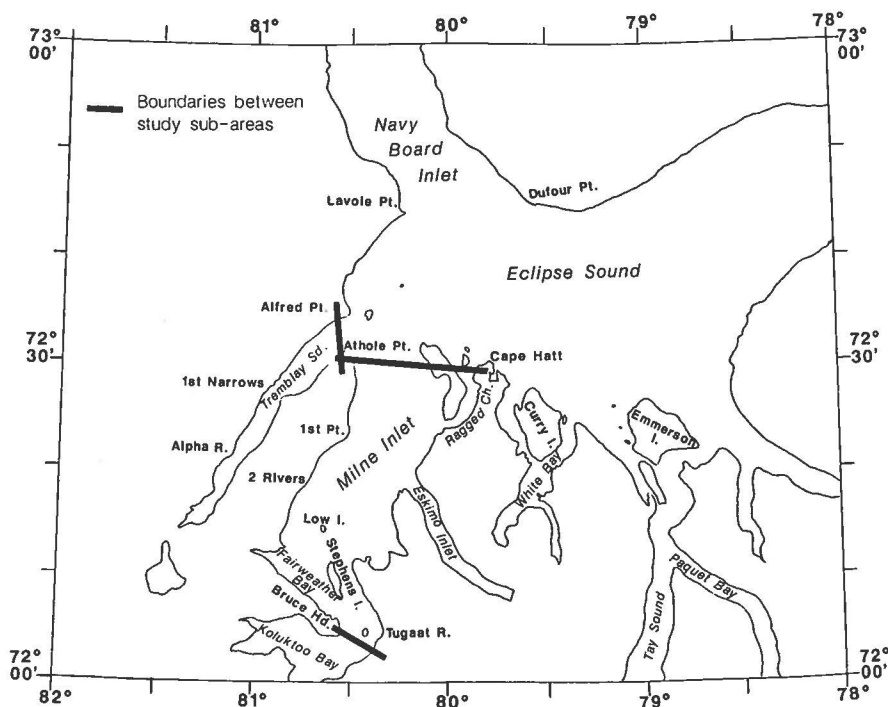 81° 80° 79° 78°
73° 00'
73° 00'
Boundaries between
study sub-areas
Navy
Board
Inlet
Dufour Pt.
Lavoie Pt.
Eclipse Sound
Alfred Pt.
72° 30'
72° 30'
Athole Pt.
Cape Hatt
Tremblay Sd.
1st Narrows
Ragged Ch.
Curry I.
Emmerson
I.
1st Pt.
Milne Inlet
Alpha R.
White Bay
2 Rivers
Eskimo Inlet
Low I.
Stephens I.
Fairweather
Bay
Paquet Bay
Bruce Hd.
Tugaat R.
Koluktoo Bay
Tay Sound
72° 00'
72° 00'
82° 81° 80° 79° 78°